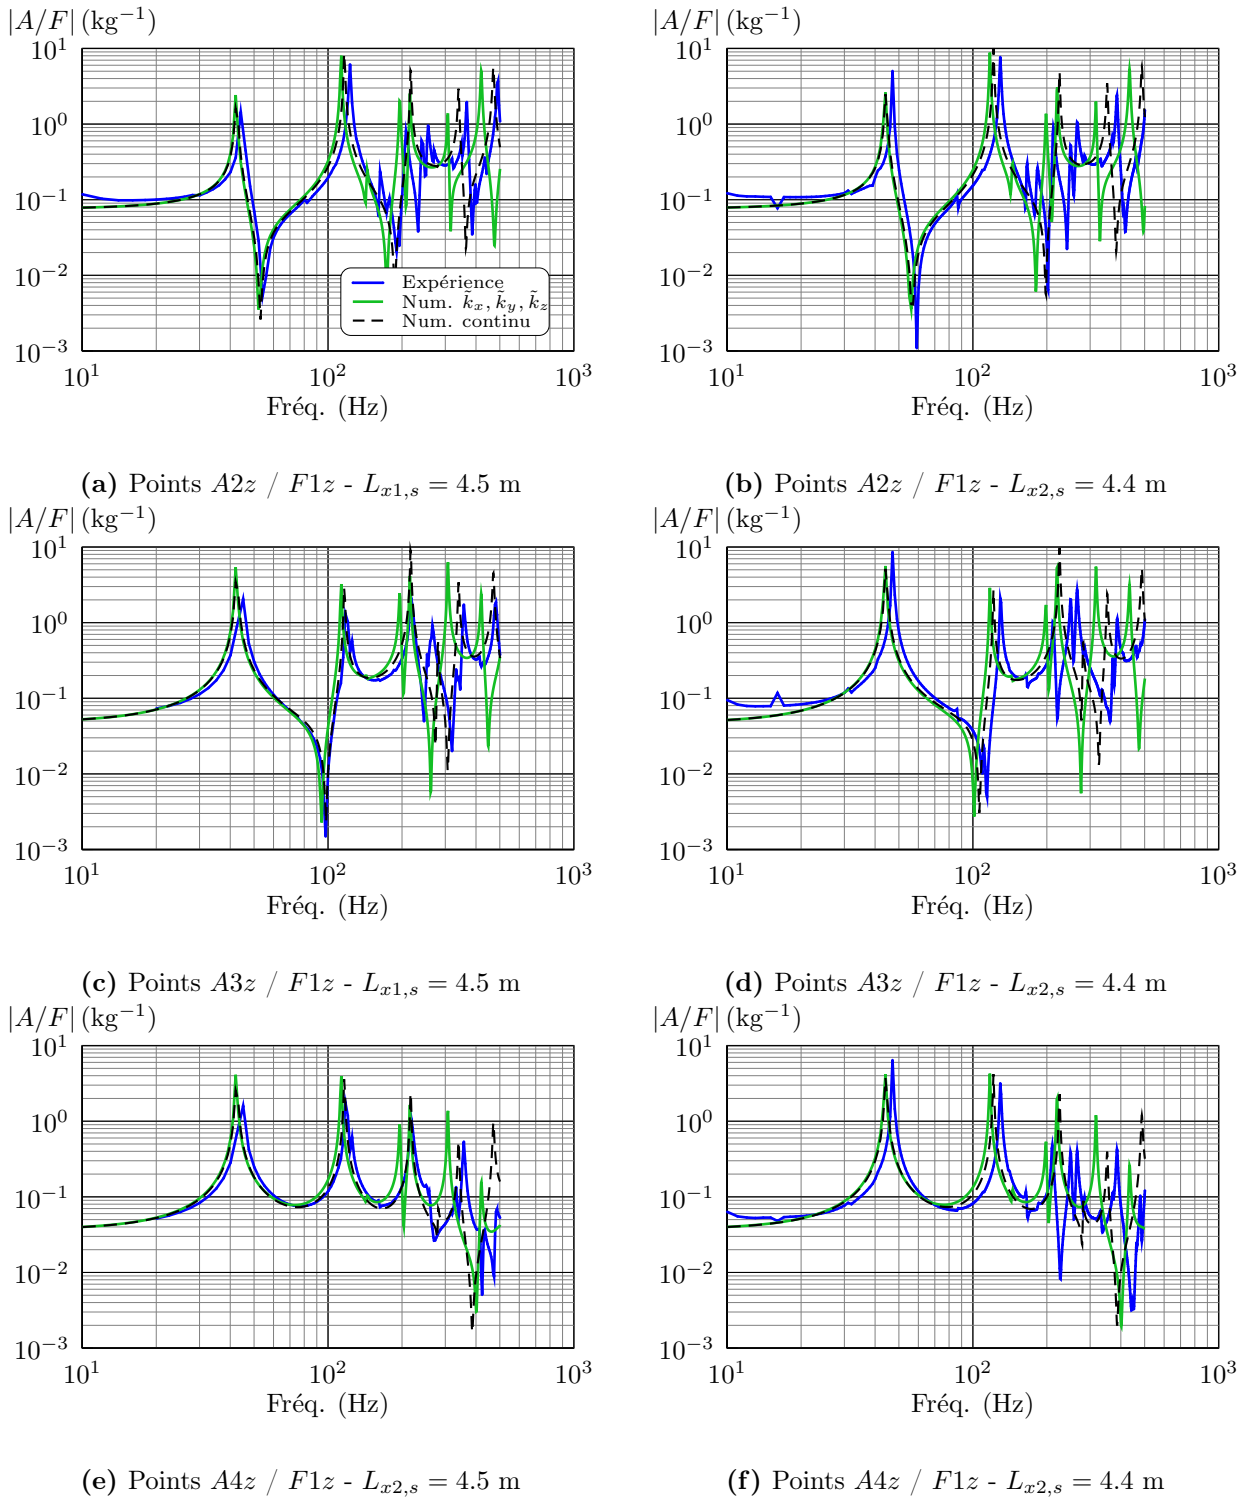 |A/F| (kg⁻¹) |A/F| (kg⁻¹)
10¹ 10¹
10⁰ 10⁰
10⁻¹ 10⁻¹
10⁻² 10⁻²
Expérience
Num. k̃ₓ, k̃ᵧ, k̃_z
Num. continu
10⁻³ 10⁻³
10¹ 10² 10³ 10¹ 10² 10³
Fréq. (Hz) Fréq. (Hz)
(a) Points A2z / F1z - Lₓ₁,ₛ = 4.5 m (b) Points A2z / F1z - Lₓ₂,ₛ = 4.4 m
|A/F| (kg⁻¹) |A/F| (kg⁻¹)
10¹ 10¹
10⁰ 10⁰
10⁻¹ 10⁻¹
10⁻² 10⁻²
10⁻³ 10⁻³
10¹ 10² 10³ 10¹ 10² 10³
Fréq. (Hz) Fréq. (Hz)
(c) Points A3z / F1z - Lₓ₁,ₛ = 4.5 m (d) Points A3z / F1z - Lₓ₂,ₛ = 4.4 m
|A/F| (kg⁻¹) |A/F| (kg⁻¹)
10¹ 10¹
10⁰ 10⁰
10⁻¹ 10⁻¹
10⁻² 10⁻²
10⁻³ 10⁻³
10¹ 10² 10³ 10¹ 10² 10³
Fréq. (Hz) Fréq. (Hz)
(e) Points A4z / F1z - Lₓ₂,ₛ = 4.5 m (f) Points A4z / F1z - Lₓ₂,ₛ = 4.4 m